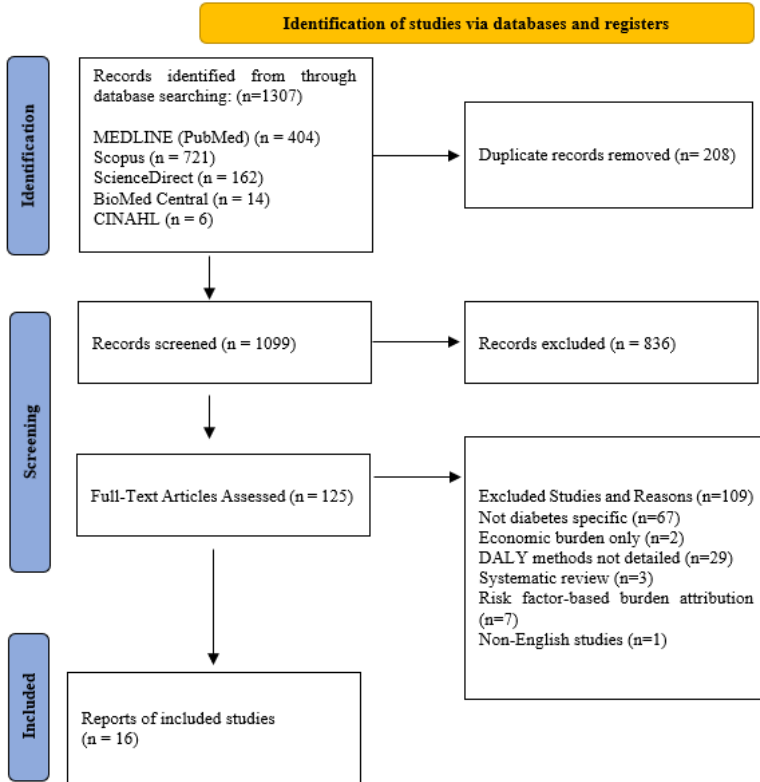 Identification of studies via databases and registers
Identification
Records identified from through
database searching: (n=1307)
MEDLINE (PubMed) (n = 404)
Scopus (n = 721)
ScienceDirect (n = 162)
BioMed Central (n = 14)
CINAHL (n = 6)
Duplicate records removed (n= 208)
Screening
Records screened (n = 1099)
Records excluded (n = 836)
Full-Text Articles Assessed (n = 125)
Excluded Studies and Reasons (n=109)
Not diabetes specific (n=67)
Economic burden only (n=2)
DALY methods not detailed (n=29)
Systematic review (n=3)
Risk factor-based burden attribution
(n=7)
Non-English studies (n=1)
Included
Reports of included studies
(n = 16)